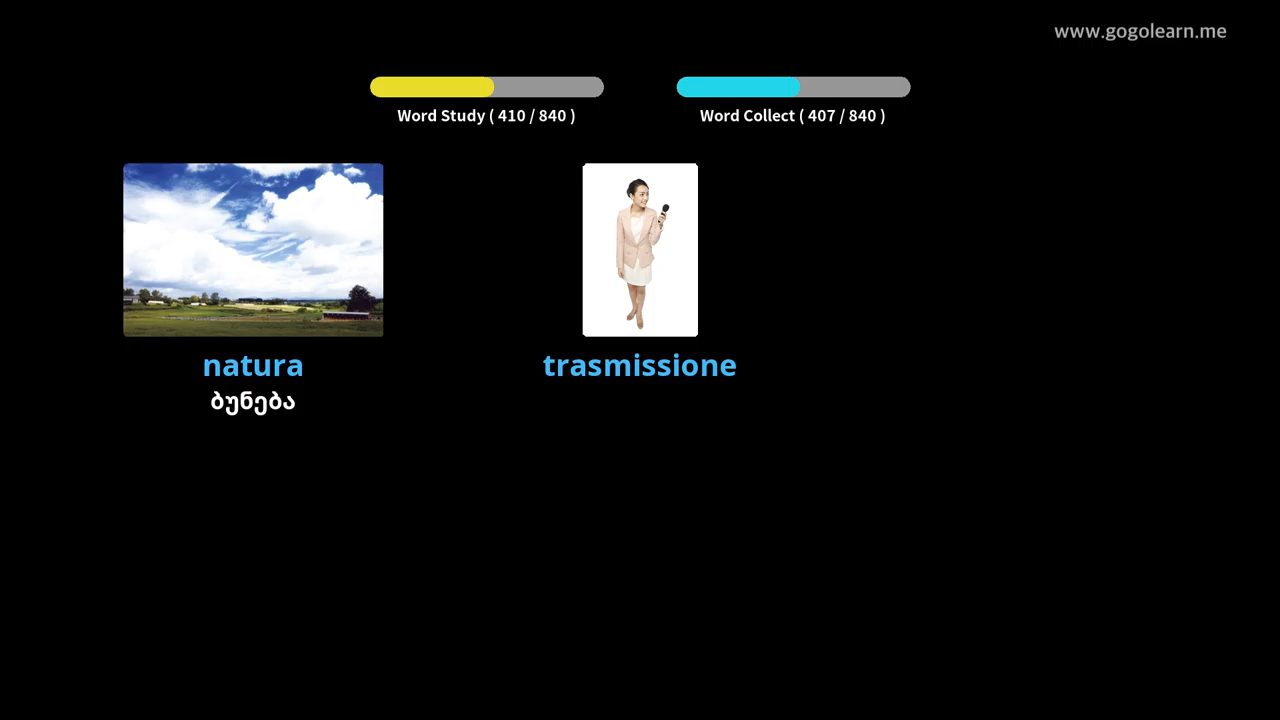 www.gogolearn.me
Word Study ( 410 / 840 )
Word Collect ( 407 / 840 )
natura
ბუნება
trasmissione